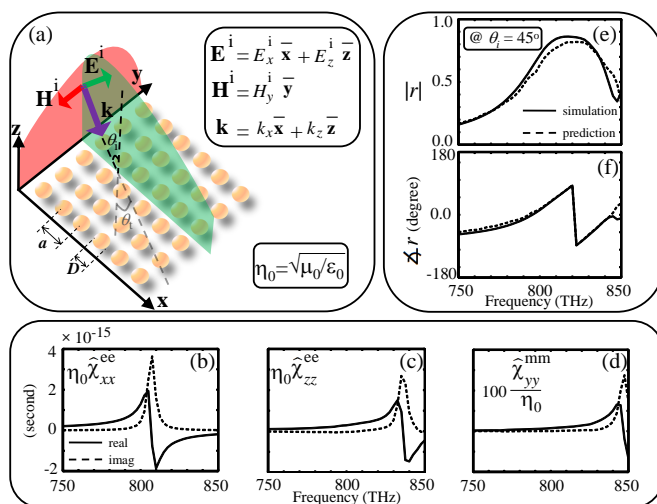 (a)
E^i
H^i
k
y
z
θ_i
θ_t
a
D
x
E^i = E_x^i x̄ + E_z^i z̄
H^i = H_y^i ȳ
k = k_x x̄ + k_z z̄
η_0=√μ_0/ε_0
(e)
@ θ_i = 45°
1.0
|r|
0.5
simulation
prediction
0.0
180
(f)
∡ r (degree)
0.0
-180
750 Frequency (THz) 850
× 10^-15
4
(b)
η_0 χ̂_xx^ee
2
(second)
0
real
imag
-2
750 800 850
(c)
η_0 χ̂_zz^ee
750 800 850
Frequency (THz)
(d)
100 χ̂_yy^mm / η_0
750 800 850